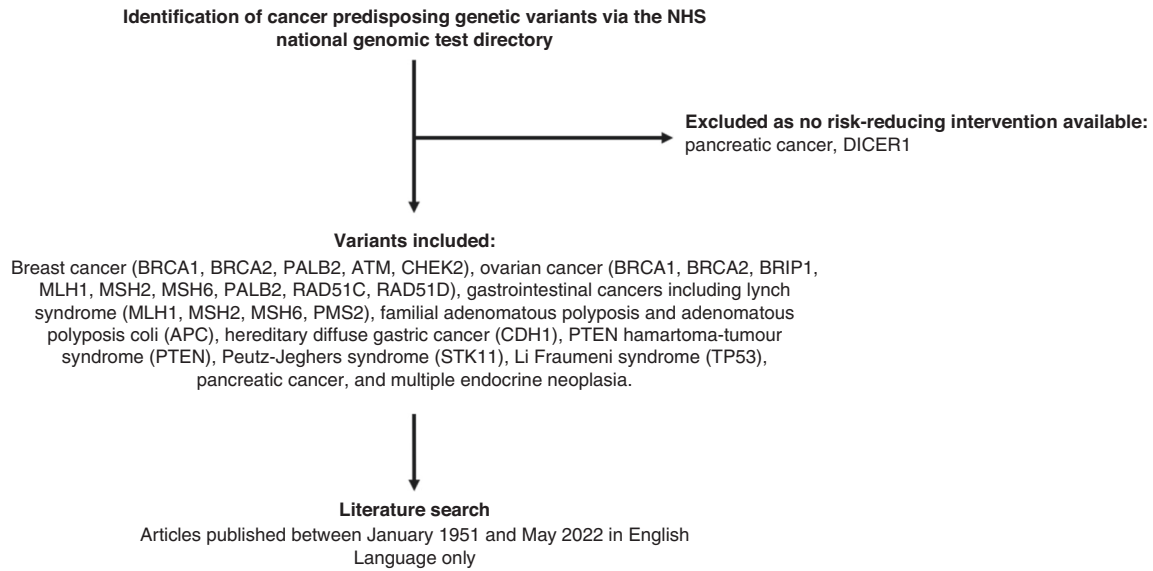 Identification of cancer predisposing genetic variants via the NHS
national genomic test directory
Excluded as no risk-reducing intervention available:
pancreatic cancer, DICER1
Variants included:
Breast cancer (BRCA1, BRCA2, PALB2, ATM, CHEK2), ovarian cancer (BRCA1, BRCA2, BRIP1,
MLH1, MSH2, MSH6, PALB2, RAD51C, RAD51D), gastrointestinal cancers including lynch
syndrome (MLH1, MSH2, MSH6, PMS2), familial adenomatous polyposis and adenomatous
polyposis coli (APC), hereditary diffuse gastric cancer (CDH1), PTEN hamartoma-tumour
syndrome (PTEN), Peutz-Jeghers syndrome (STK11), Li Fraumeni syndrome (TP53),
pancreatic cancer, and multiple endocrine neoplasia.
Literature search
Articles published between January 1951 and May 2022 in English
Language only